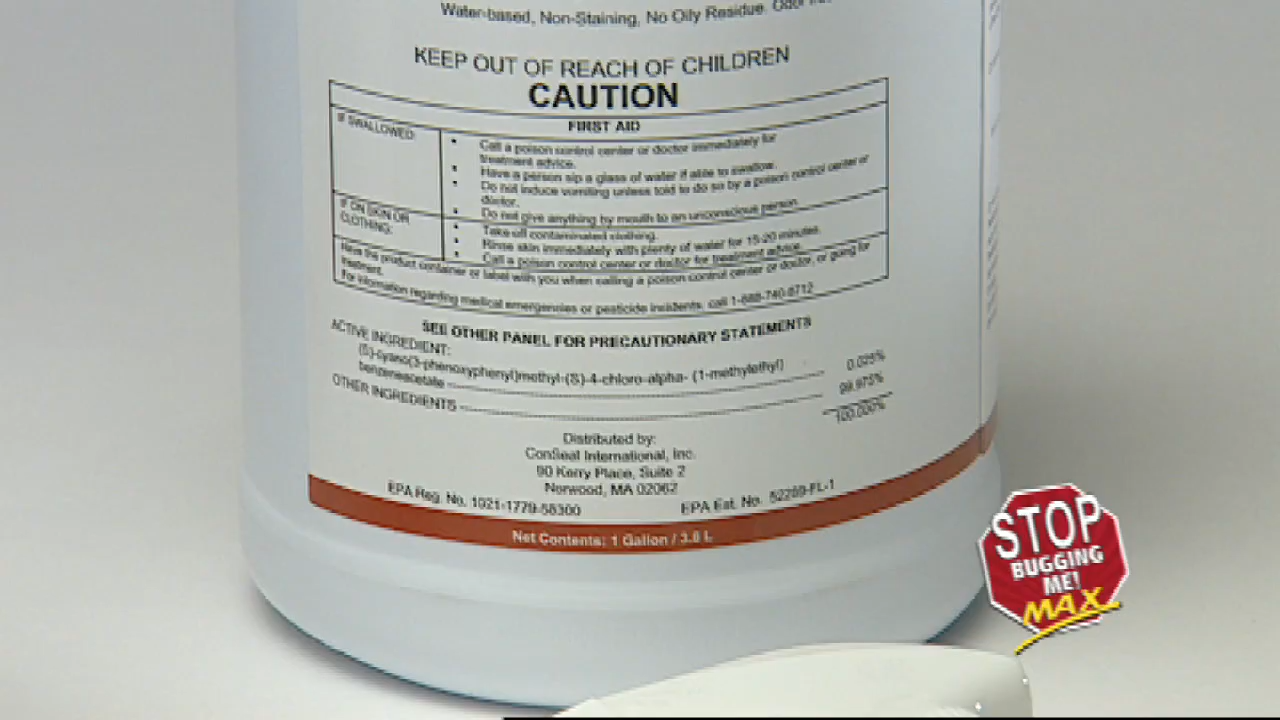 Water-based, Non-Staining, No Oily Residue
KEEP OUT OF REACH OF CHILDREN
CAUTION
FIRST AID
IF SWALLOWED:
• Call a poison control center or doctor immediately for
treatment advice.
• Have a person sip a glass of water if able to swallow.
• Do not induce vomiting unless told to do so by a poison control center or
doctor.
• Do not give anything by mouth to an unconscious person.
IF ON SKIN OR
CLOTHING:
• Take off contaminated clothing.
• Rinse skin immediately with plenty of water for 15-20 minutes.
• Call a poison control center or doctor for treatment advice.
Have the product container or label with you when calling a poison control center or doctor, or going for
treatment.
For information regarding medical emergencies or pesticide incidents, call 1-888-740-8712
SEE OTHER PANEL FOR PRECAUTIONARY STATEMENTS
ACTIVE INGREDIENT:
(S)-cyano(3-phenoxyphenyl)methyl-(S)-4-chloro-alpha- (1-methylethyl)
benzeneacetate 0.025%
OTHER INGREDIENTS 99.975%
100.000%
Distributed by:
ConSeal International, Inc.
90 Kerry Place, Suite 2
Norwood, MA 02062
EPA Reg. No. 1021-1779-58300
EPA Est. No. 52259-FL-1
Net Contents: 1 Gallon / 3.8 L
STOP
BUGGING
ME!
MAX